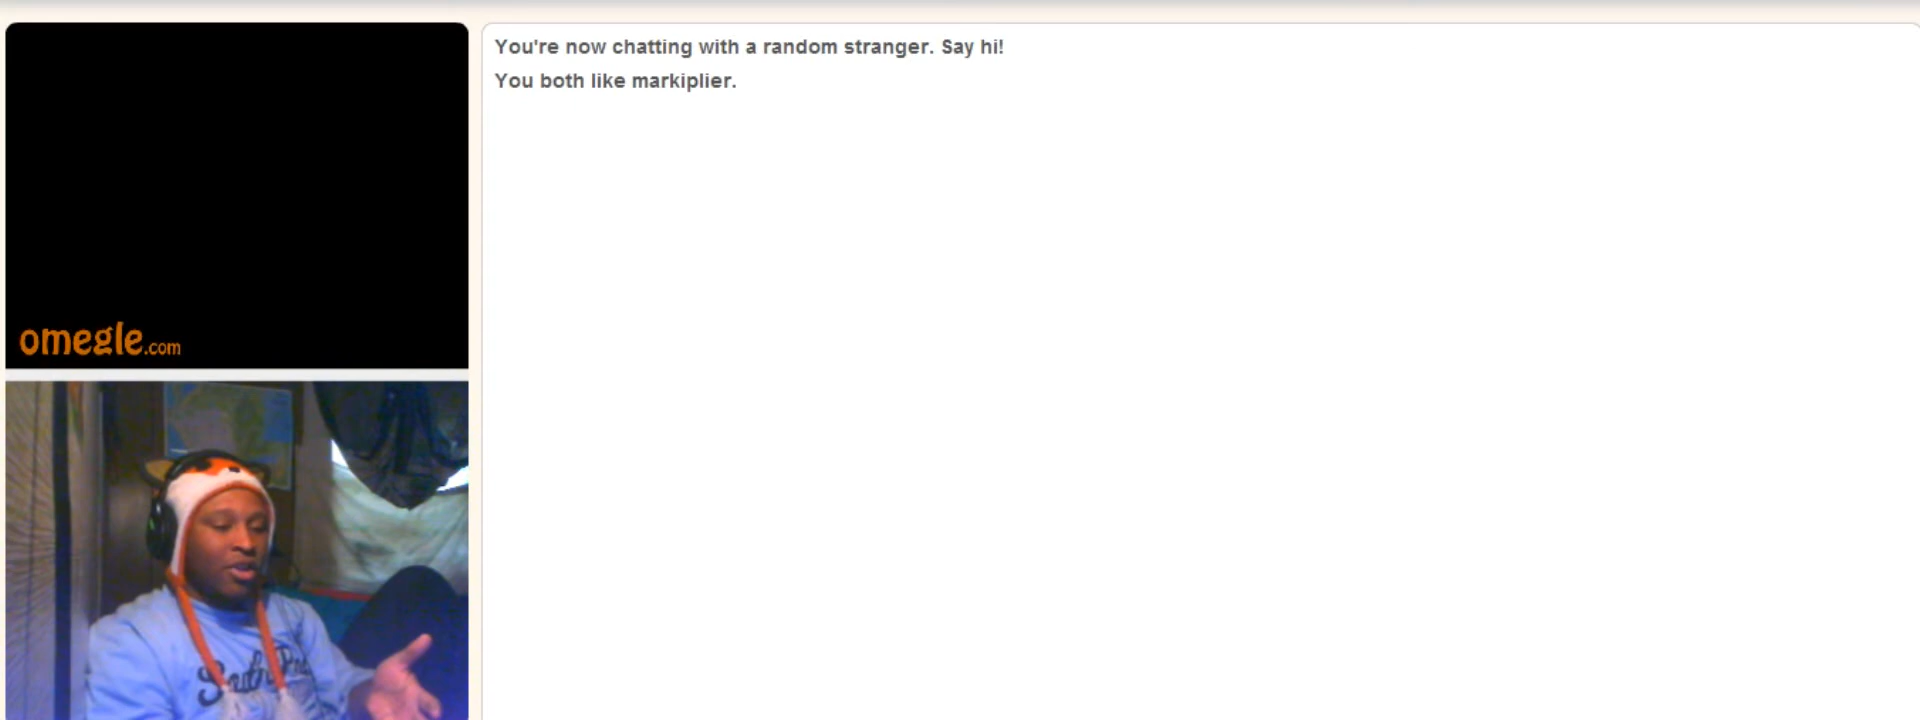 You're now chatting with a random stranger. Say hi!
You both like markiplier.
omegle.com